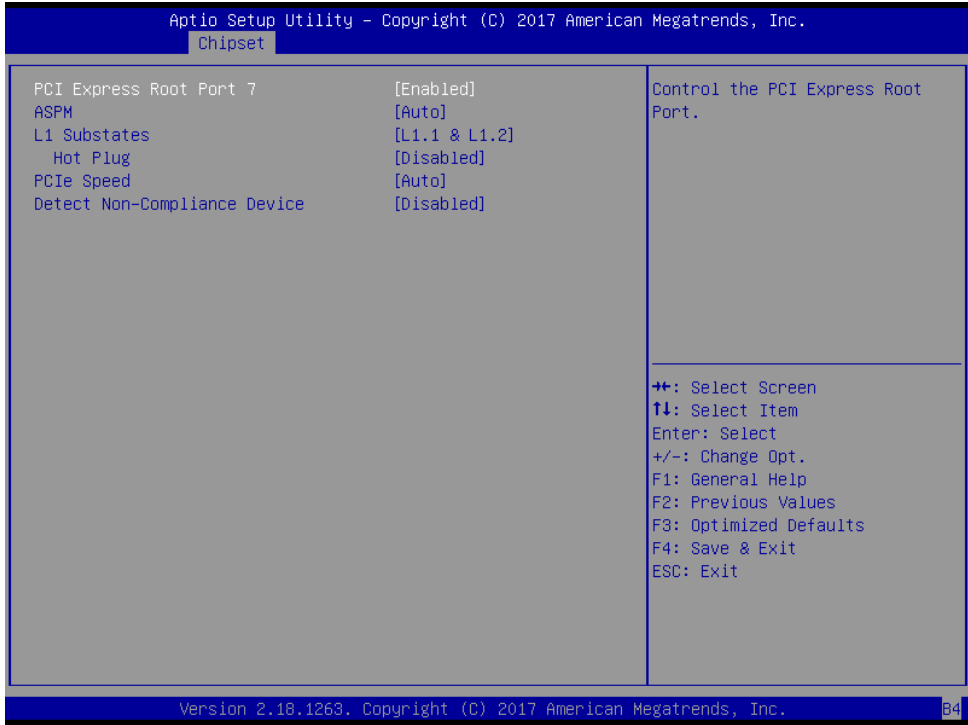 Aptio Setup Utility – Copyright (C) 2017 American Megatrends, Inc.
Chipset
PCI Express Root Port 7 [Enabled]
ASPM [Auto]
L1 Substates [L1.1 & L1.2]
Hot Plug [Disabled]
PCIe Speed [Auto]
Detect Non-Compliance Device [Disabled]
Control the PCI Express Root
Port.
→←: Select Screen
↑↓: Select Item
Enter: Select
+/-: Change Opt.
F1: General Help
F2: Previous Values
F3: Optimized Defaults
F4: Save & Exit
ESC: Exit
Version 2.18.1263. Copyright (C) 2017 American Megatrends, Inc.
B4